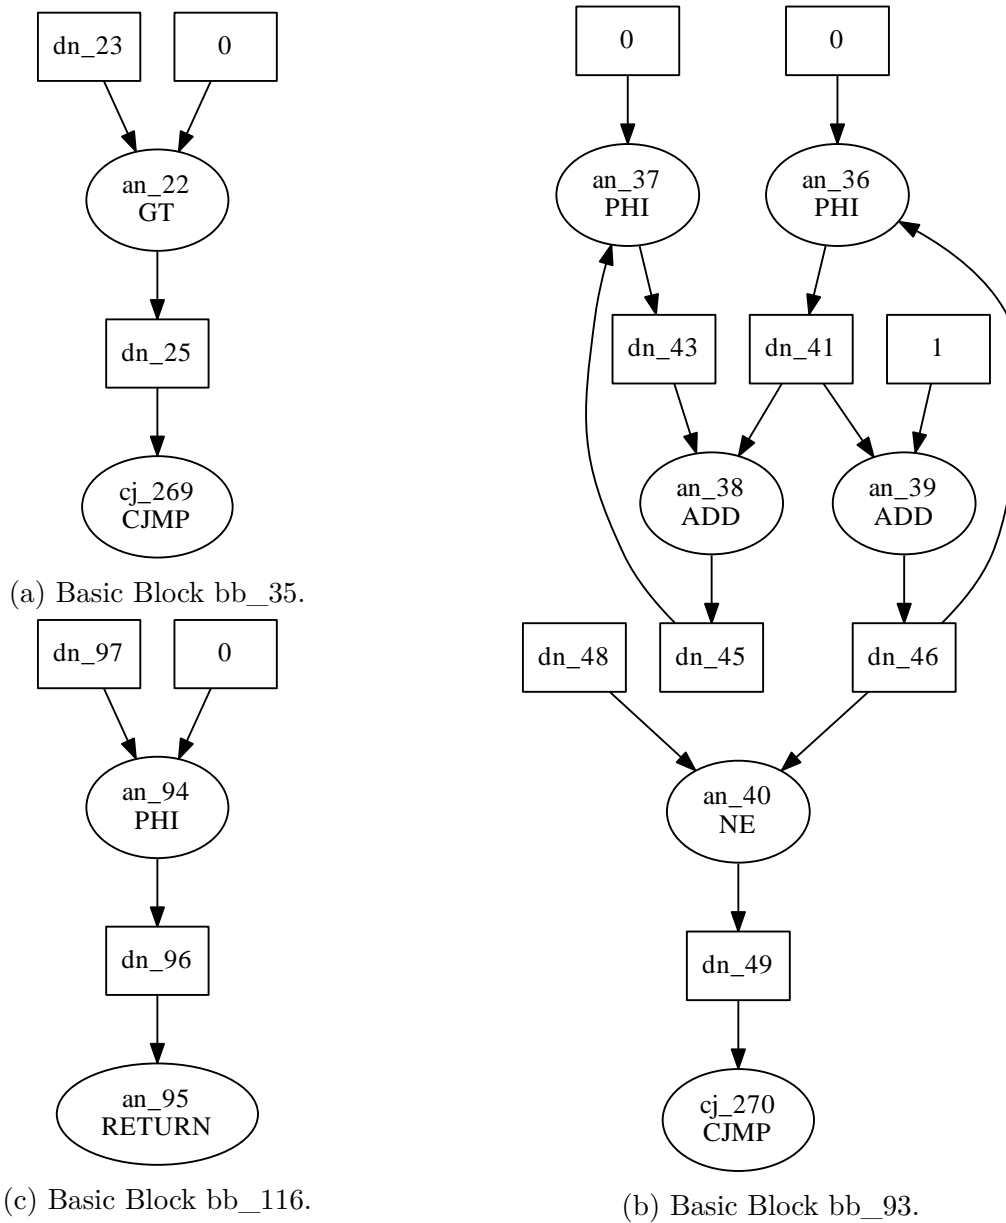 dn_23
0
an_22
GT
dn_25
cj_269
CJMP
(a) Basic Block bb_35.
dn_97
0
an_94
PHI
dn_96
an_95
RETURN
(c) Basic Block bb_116.
0
0
an_37
PHI
an_36
PHI
dn_43
dn_41
1
an_38
ADD
an_39
ADD
dn_48
dn_45
dn_46
an_40
NE
dn_49
cj_270
CJMP
(b) Basic Block bb_93.